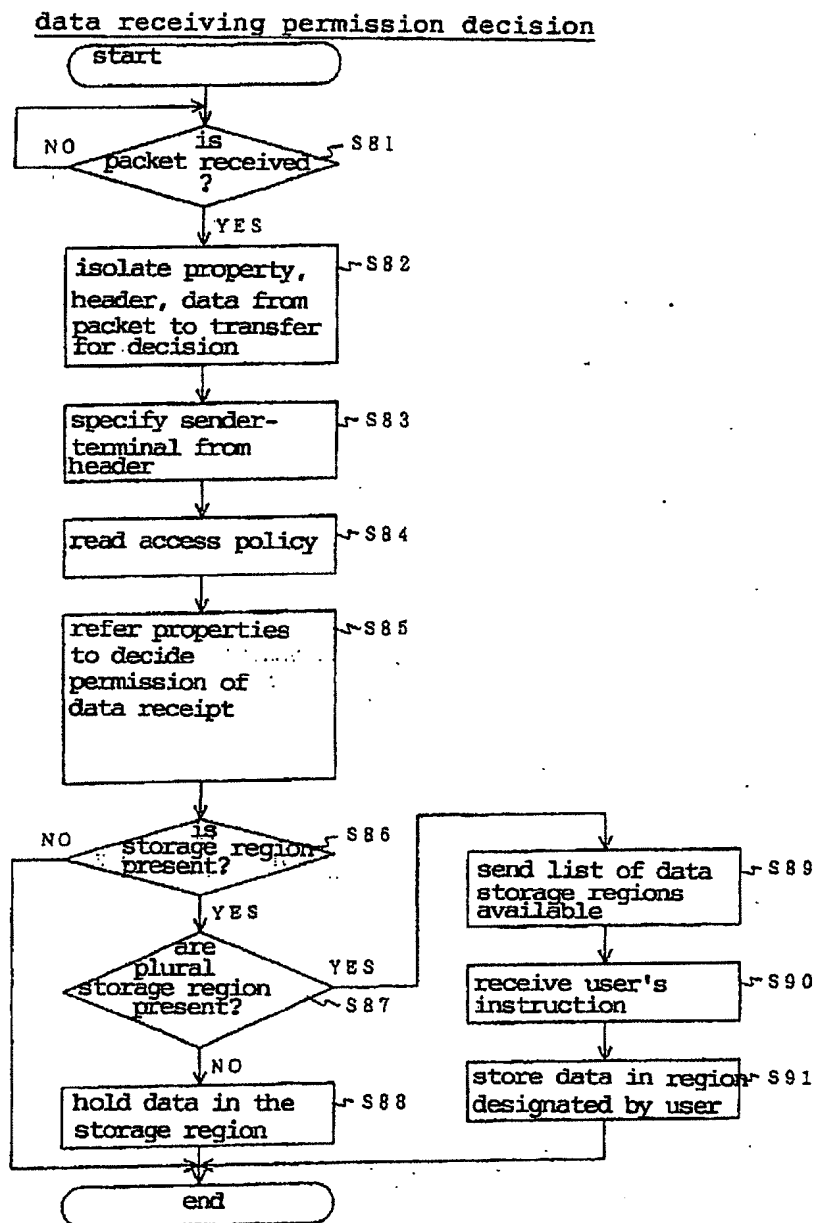 data receiving permission decision
start
is
packet received
?
NO
S81
YES
isolate property,
header, data from
packet to transfer
for decision
S82
specify sender-
terminal from
header
S83
read access policy
S84
refer properties
to decide
permission of
data receipt
S85
is
storage region
present?
NO
S86
YES
are
plural
storage region
present?
YES
S87
NO
hold data in the
storage region
S88
send list of data
storage regions
available
S89
receive user's
instruction
S90
store data in region
designated by user
S91
end